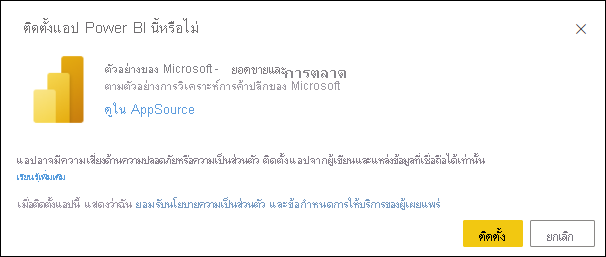 ติดตั้งแอป Power BI นี้หรือไม่
ตัวอย่างของ Microsoft - ยอดขายและการตลาด
ตามตัวอย่างการวิเคราะห์การค้าปลีกของ Microsoft
ดูใน AppSource
แอปอาจมีความเสี่ยงด้านความปลอดภัยหรือความเป็นส่วนตัว ติดตั้งแอปจากผู้เขียนและแหล่งข้อมูลที่เชื่อถือได้เท่านั้น
เรียนรู้เพิ่มเติม
เมื่อติดตั้งแอปนี้ แสดงว่าฉัน ยอมรับนโยบายความเป็นส่วนตัว และข้อกำหนดการให้บริการของผู้เผยแพร่
ติดตั้ง ยกเลิก